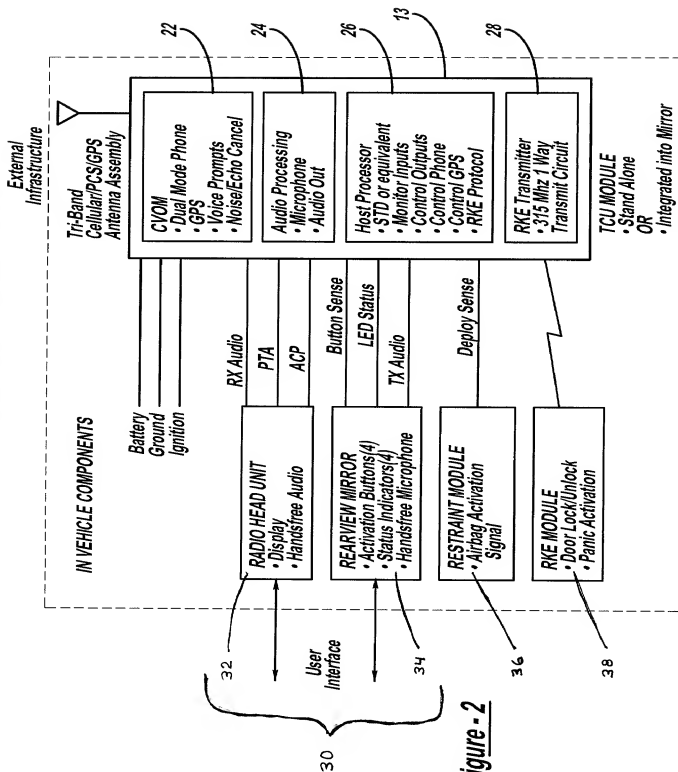 External
Infrastructure
Tri-Band
Cellular/PCS/GPS
Antenna Assembly
IN VEHICLE COMPONENTS
Battery
Ground
Ignition
22
CVOM
• Dual Mode Phone
• GPS
• Voice Prompts
• Noise/Echo Cancel
24
Audio Processing
• Microphone
• Audio Out
26
Host Processor
• STD or equivalent
• Monitor Inputs
• Control Outputs
• Control Phone
• Control GPS
• RKE Protocol
13
28
RKE Transmitter
• 315 Mhz 1 Way
Transmit Circuit
TCU MODULE
• Stand Alone
OR
• Integrated into Mirror
RX Audio
PTA
ACP
Button Sense
LED Status
TX Audio
Deploy Sense
RADIO HEAD UNIT
• Display
• Handsfree Audio
REARVIEW MIRROR
• Activation Buttons(4)
• Status Indicators(4)
• Handsfree Microphone
RESTRAINT MODULE
• Airbag Activation
Signal
RKE MODULE
• Door Lock/Unlock
• Panic Activation
32
User
Interface
34
36
38
30
igure - 2